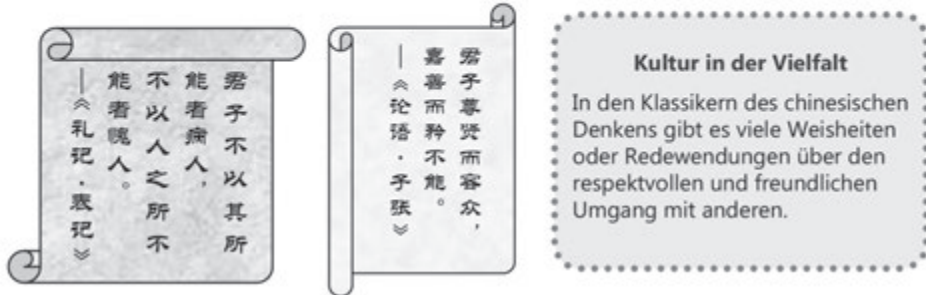 君子不以其所
能者病人，
不以人之所不
能者愧人。
——《礼记·表记》
君子尊贤而容众，
嘉善而矜不能。
——《论语·子张》
Kultur in der Vielfalt
In den Klassikern des chinesischen
Denkens gibt es viele Weisheiten
oder Redewendungen über den
respektvollen und freundlichen
Umgang mit anderen.